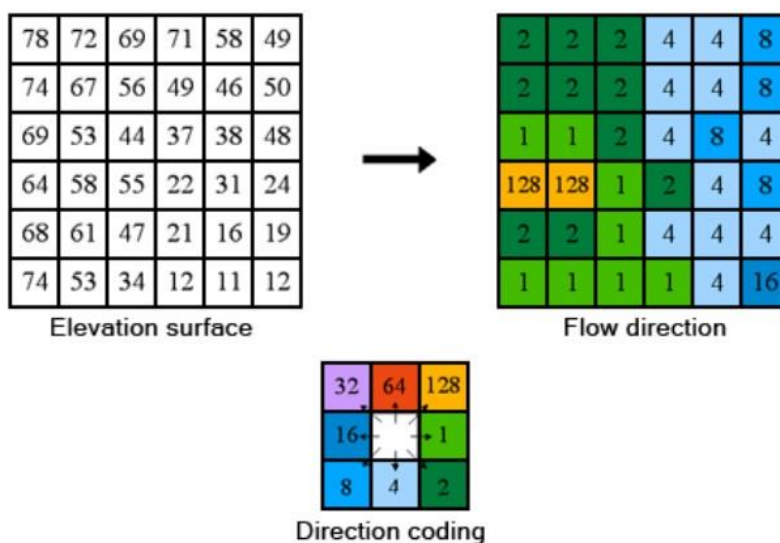 78 72 69 71 58 49
74 67 56 49 46 50
69 53 44 37 38 48
64 58 55 22 31 24
68 61 47 21 16 19
74 53 34 12 11 12
Elevation surface
2 2 2 4 4 8
2 2 2 4 4 8
1 1 2 4 8 4
128 128 1 2 4 8
2 2 1 4 4 4
1 1 1 1 4 16
Flow direction
32 64 128
16 1
8 4 2
Direction coding